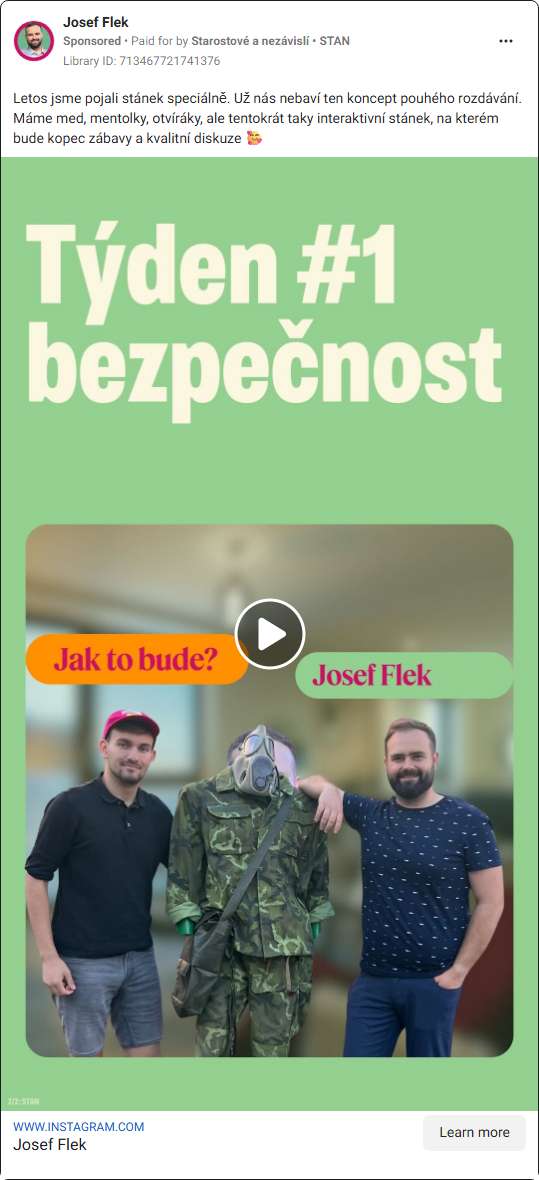 Josef Flek
Sponsored • Paid for by Starostové a nezávislí • STAN
Library ID: 713467721741376
Letos jsme pojali stánek speciálně. Už nás nebaví ten koncept pouhého rozdávání.
Máme med, mentolky, otvíráky, ale tentokrát taky interaktivní stánek, na kterém
bude kopec zábavy a kvalitní diskuze 🥰
Týden #1
bezpečnost
Jak to bude?
Josef Flek
Z/Z: STAN
WWW.INSTAGRAM.COM
Josef Flek
Learn more